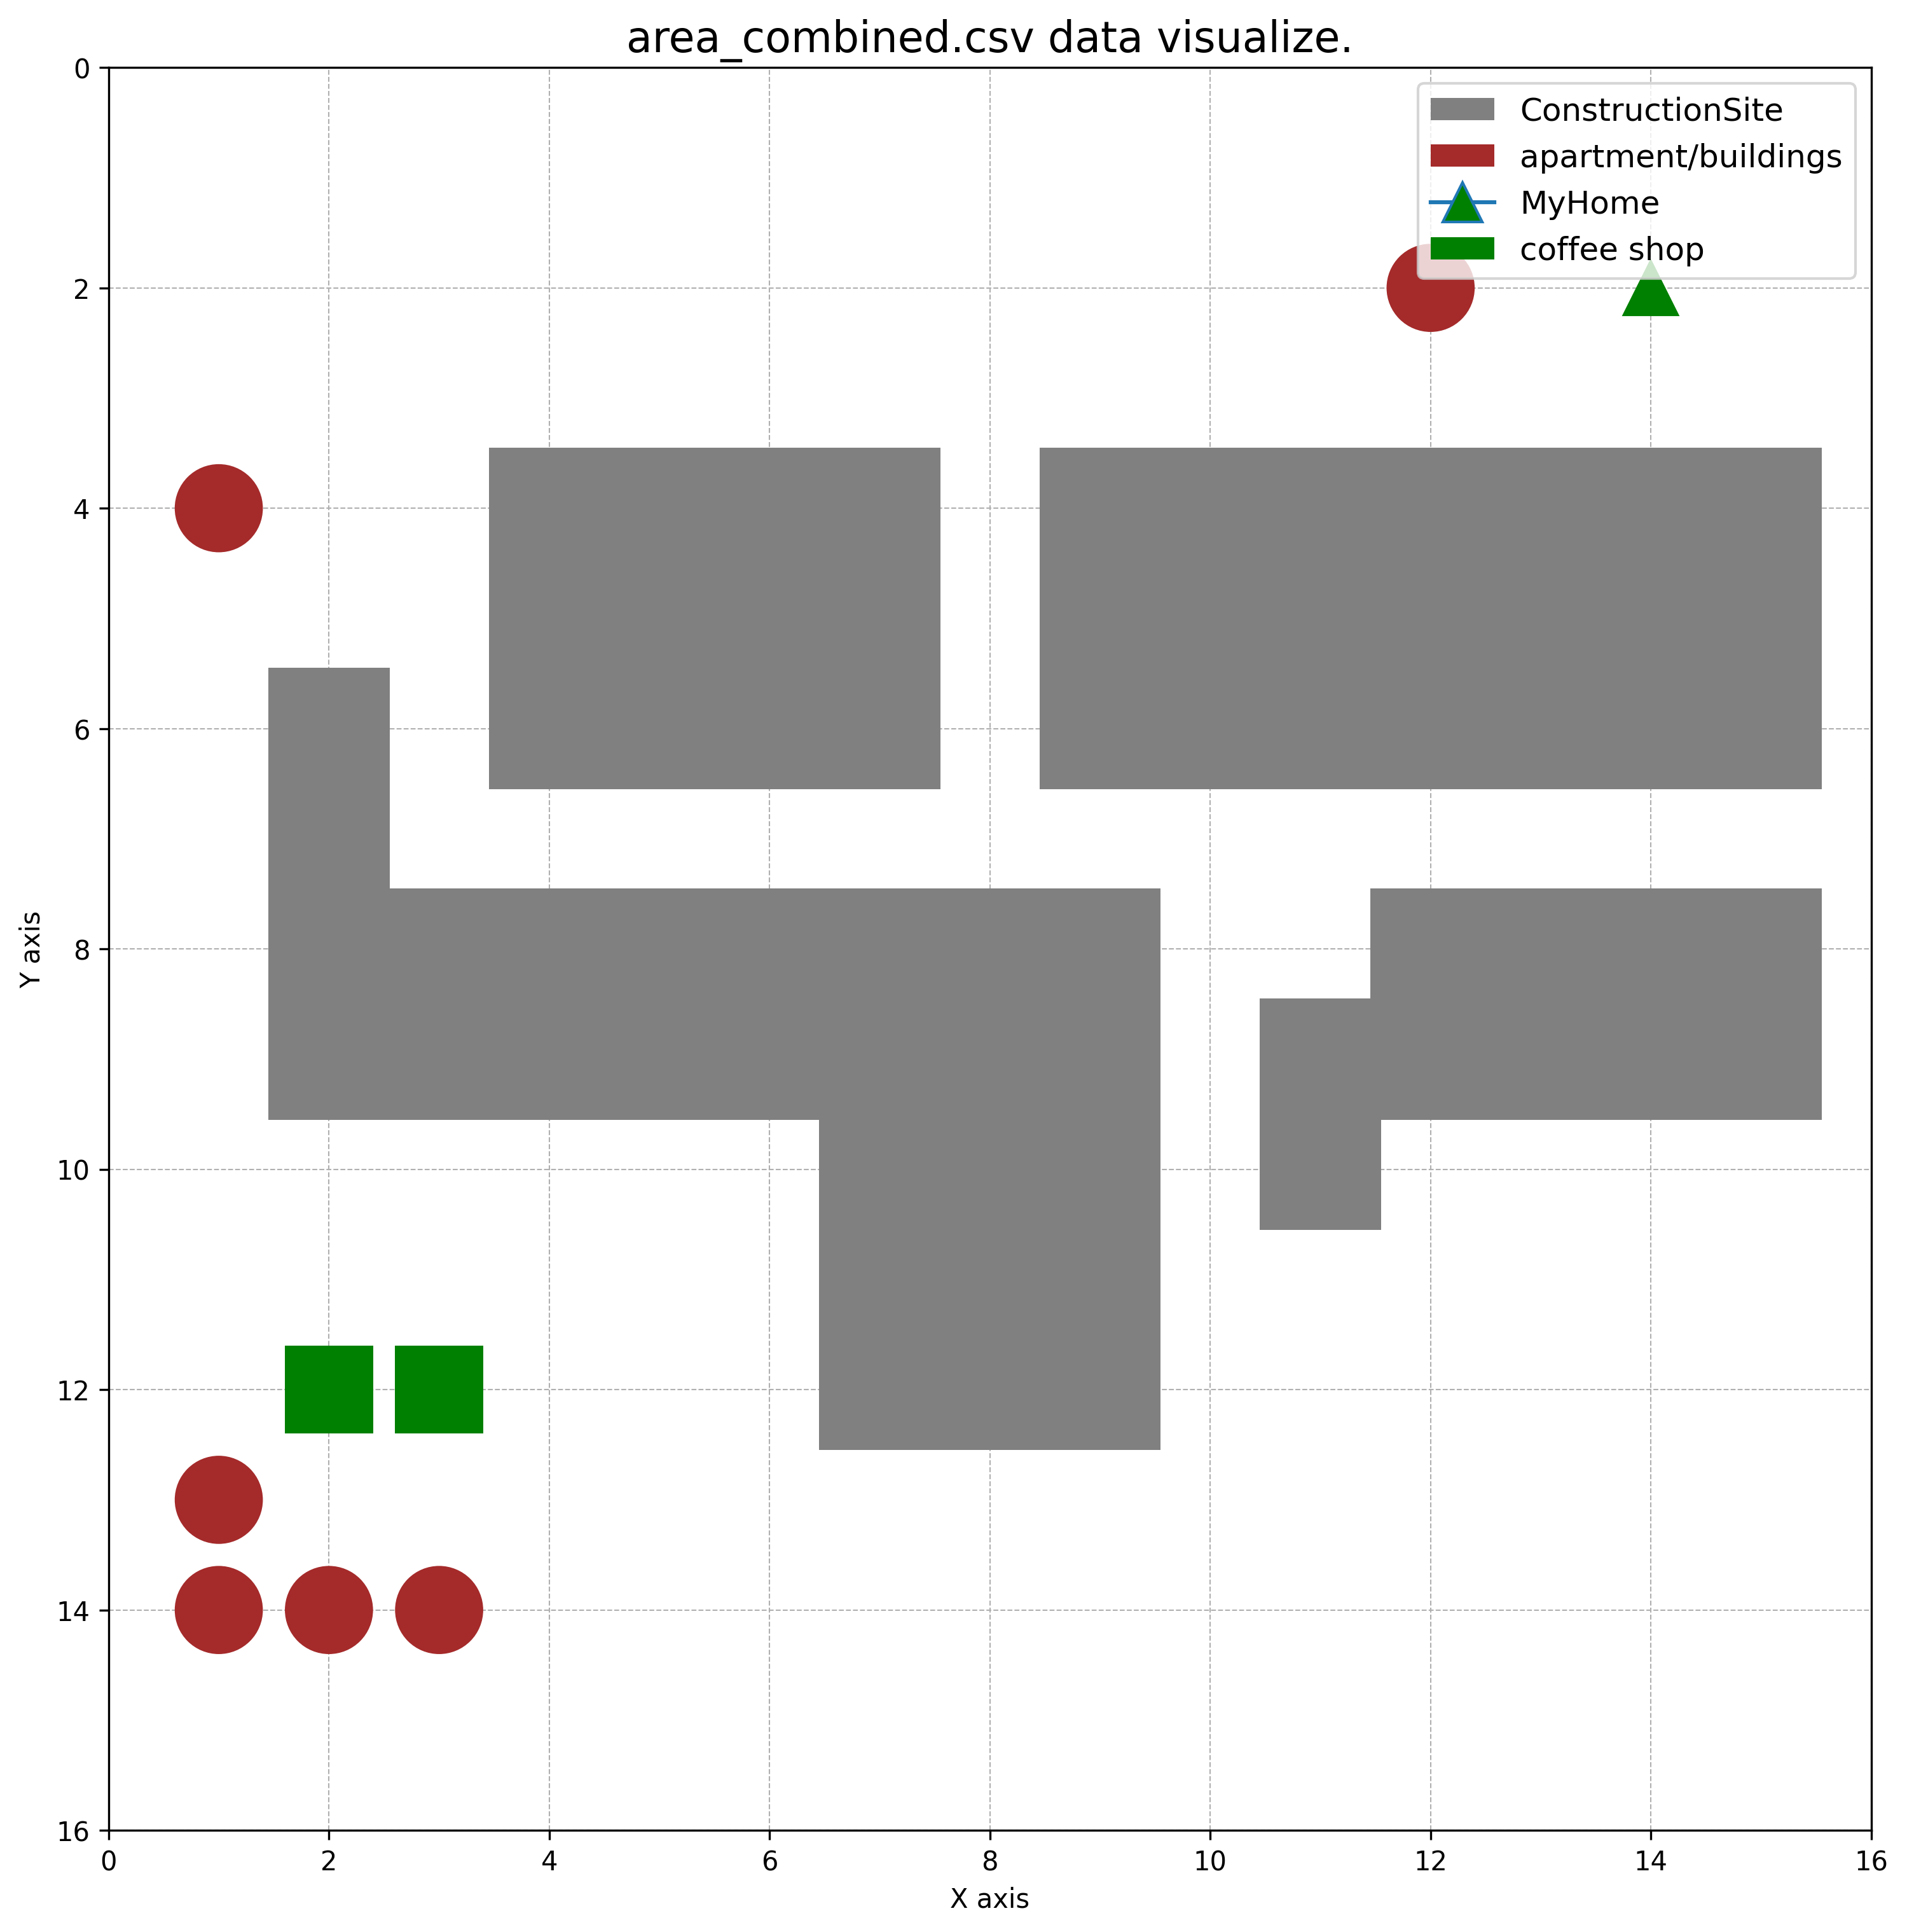 area_combined.csv data visualize.
ConstructionSite
apartment/buildings
MyHome
coffee shop
0
2
4
6
8
10
12
14
16
Y axis
0 2 4 6 8 10 12 14 16
X axis